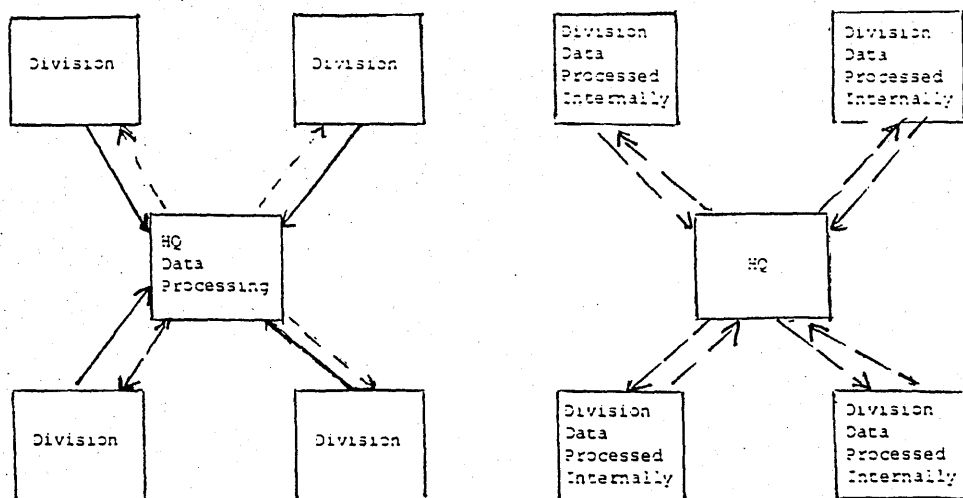 Division
Division
HQ
Data
Processing
Division
Division
Division
Data
Processed
Internally
Division
Data
Processed
Internally
HQ
Division
Data
Processed
Internally
Division
Data
Processed
Internally